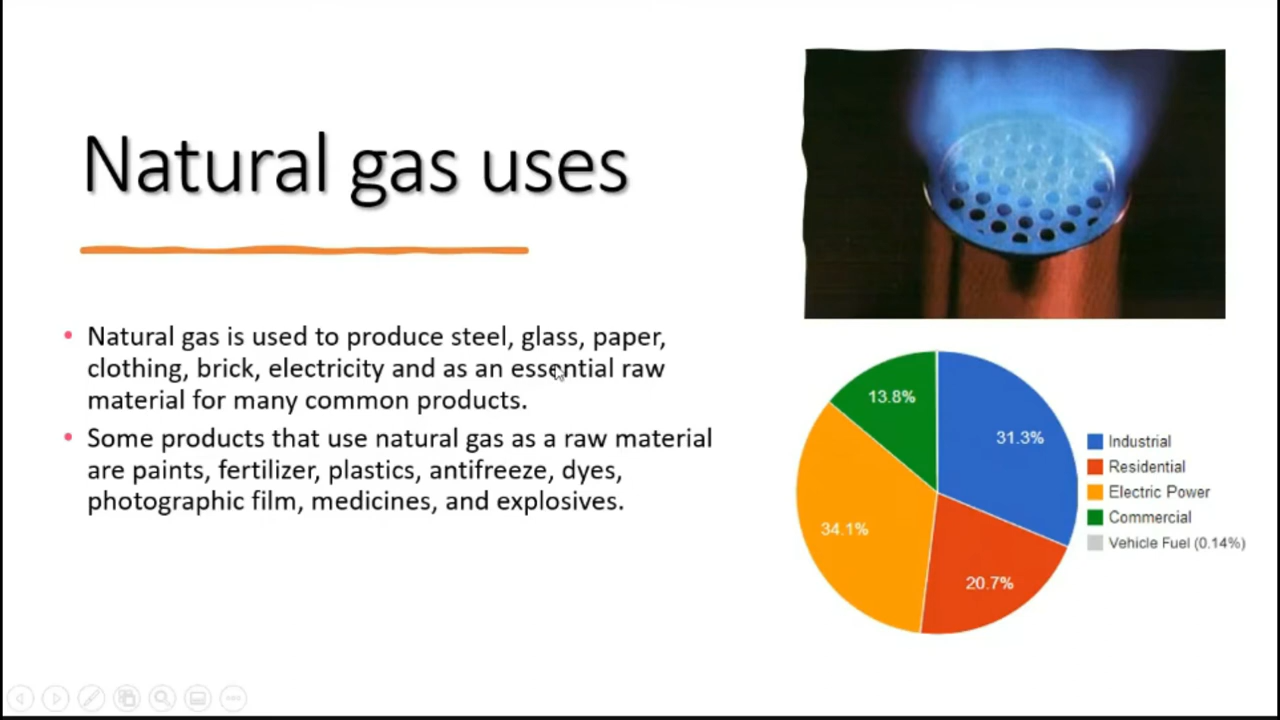 Natural gas uses
• Natural gas is used to produce steel, glass, paper,
clothing, brick, electricity and as an essential raw
material for many common products.
• Some products that use natural gas as a raw material
are paints, fertilizer, plastics, antifreeze, dyes,
photographic film, medicines, and explosives.
13.8%
31.3%
34.1%
20.7%
Industrial
Residential
Electric Power
Commercial
Vehicle Fuel (0.14%)